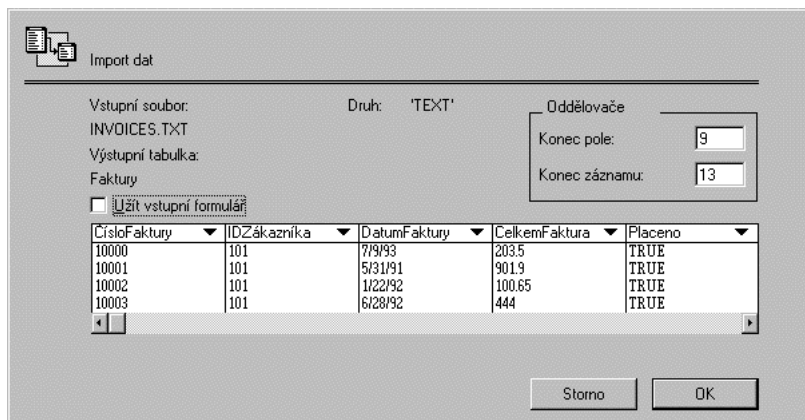 Import dat
Vstupní soubor: Druh: 'TEXT' Oddělovače
INVOICES.TXT
Konec pole: 9
Výstupní tabulka:
Konec záznamu: 13
Faktury
Užít vstupní formulář
ČísloFaktury IDZákazníka DatumFaktury CelkemFaktura Placeno
10000 101 7/9/93 203.5 TRUE
10001 101 5/31/91 901.9 TRUE
10002 101 1/22/92 100.65 TRUE
10003 101 6/28/92 444 TRUE
Storno OK